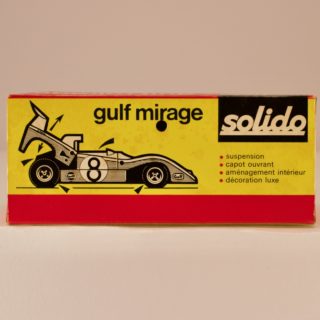 gulf mirage
solido
• suspension
• capot ouvrant
• aménagement intérieur
• décoration luxe
8